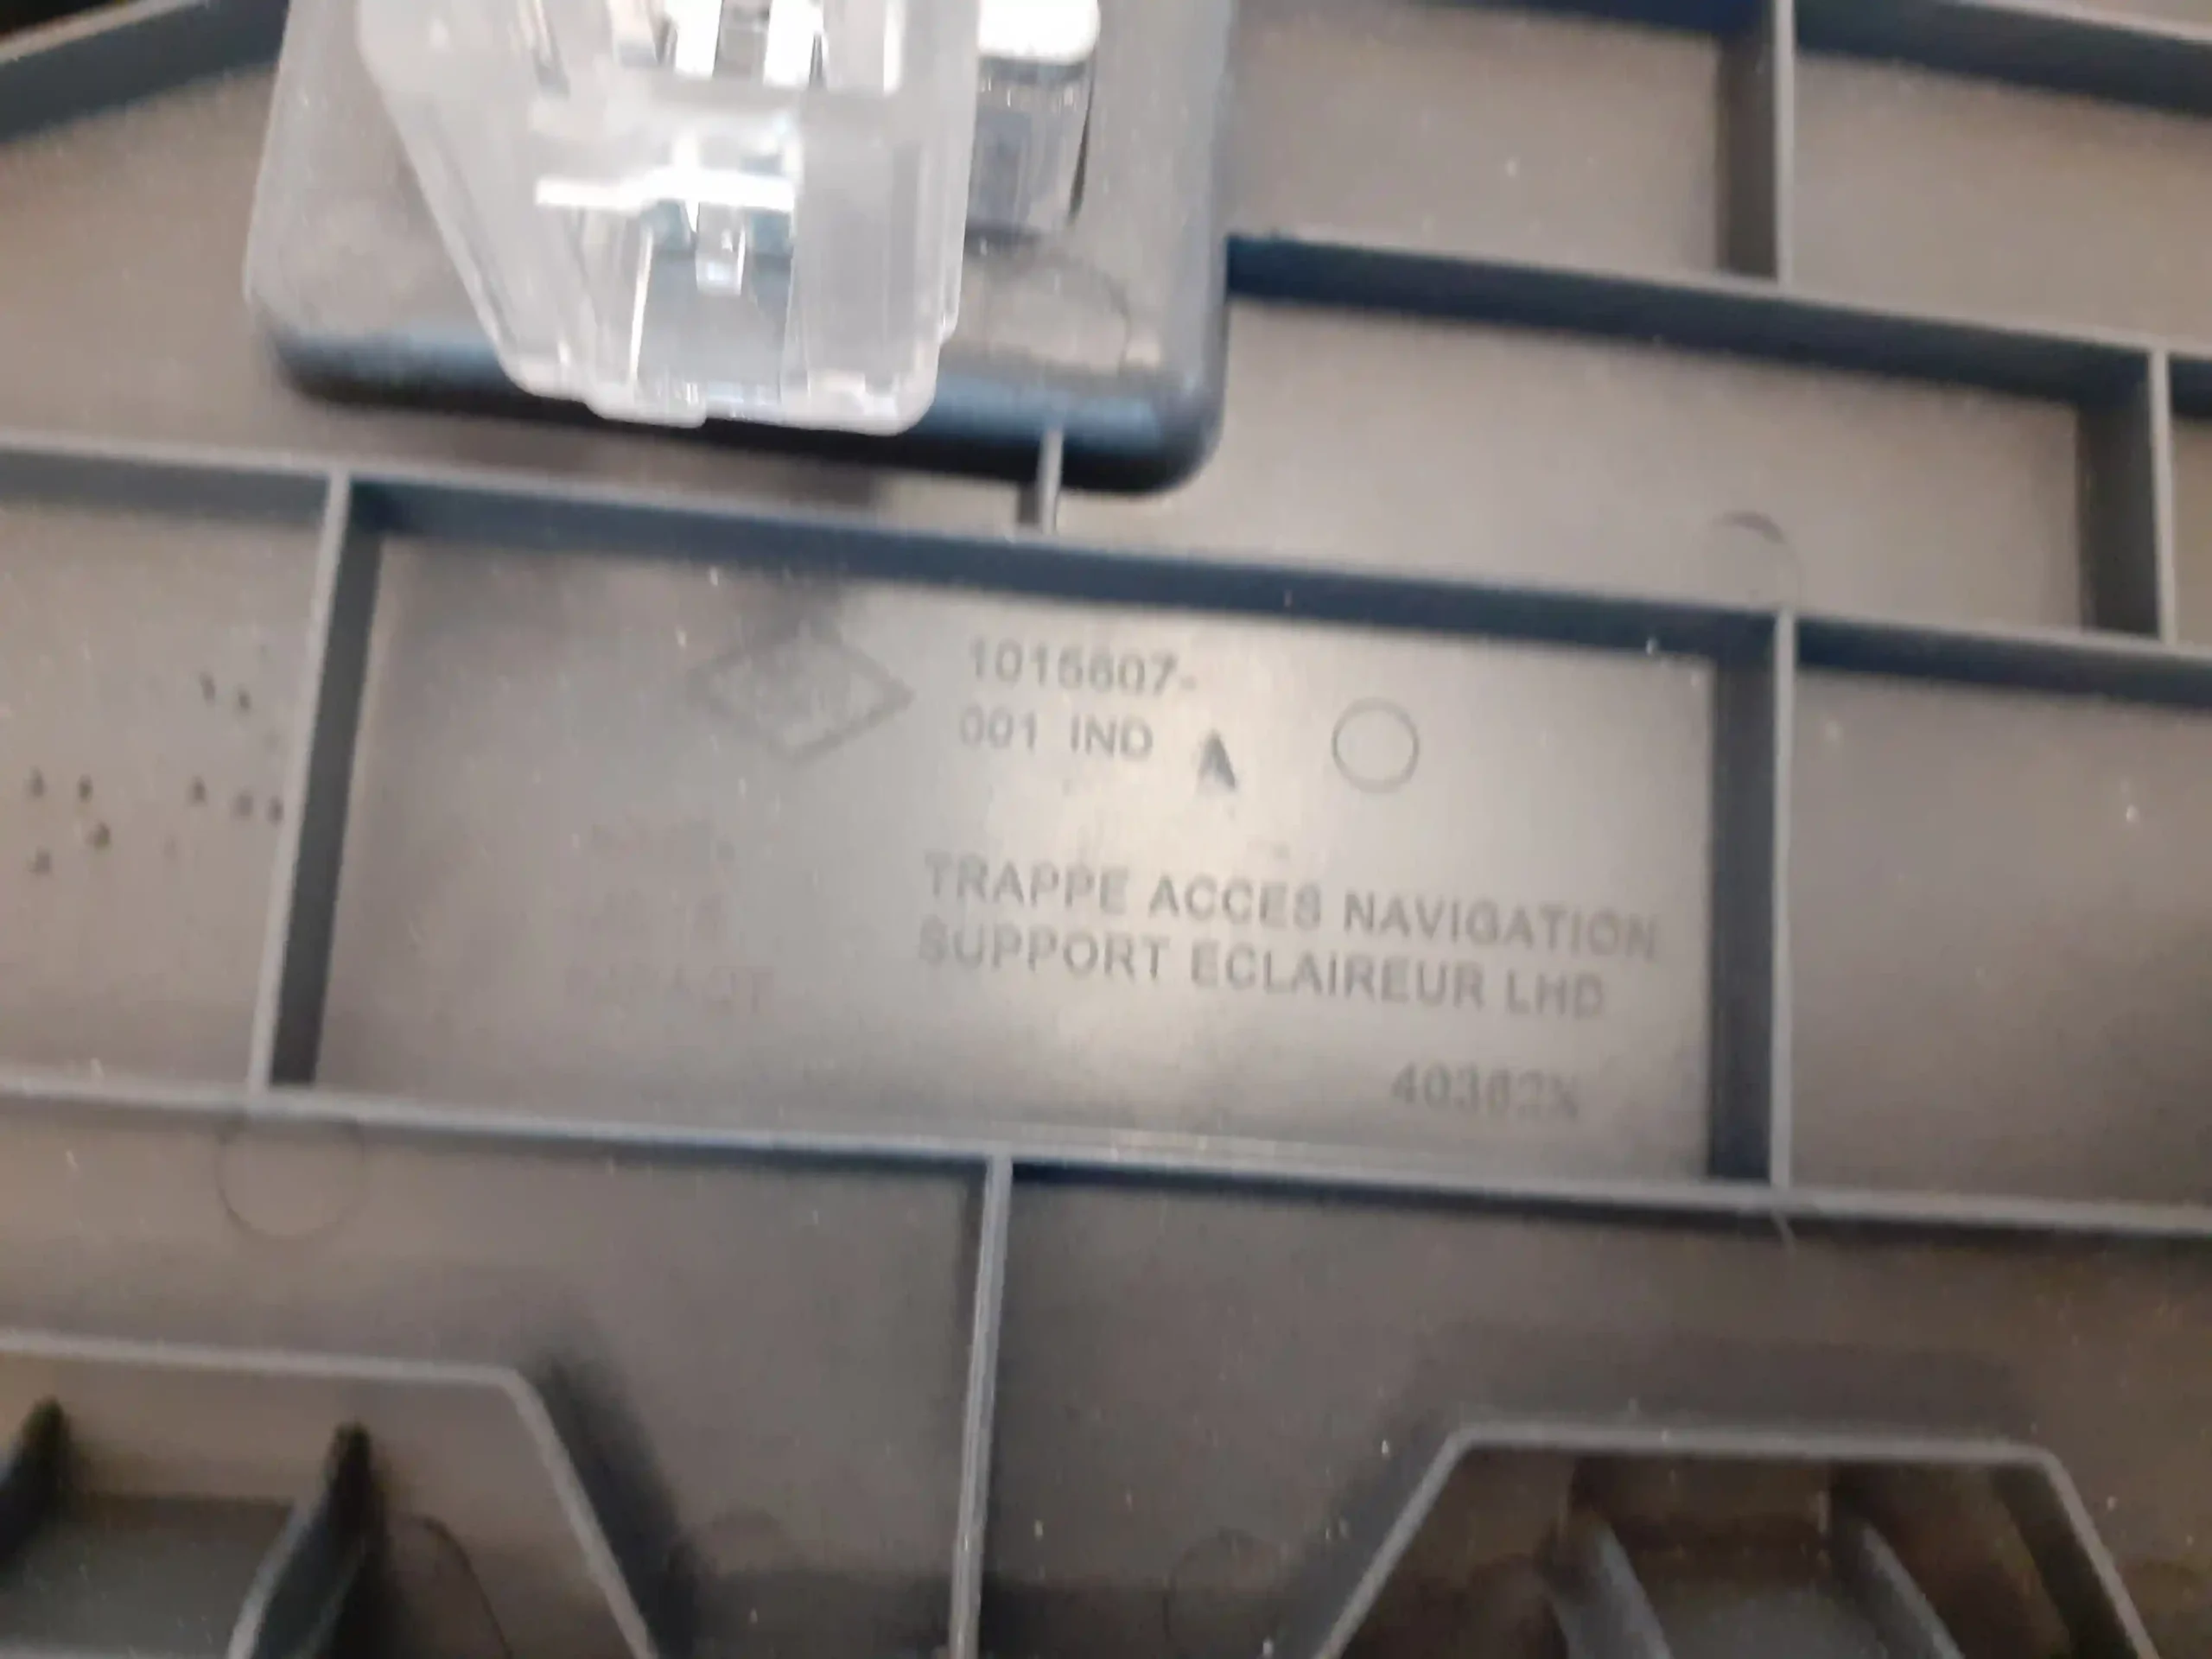 1015607-
001 IND A
TRAPPE ACCES NAVIGATION
SUPPORT ECLAIREUR LHD